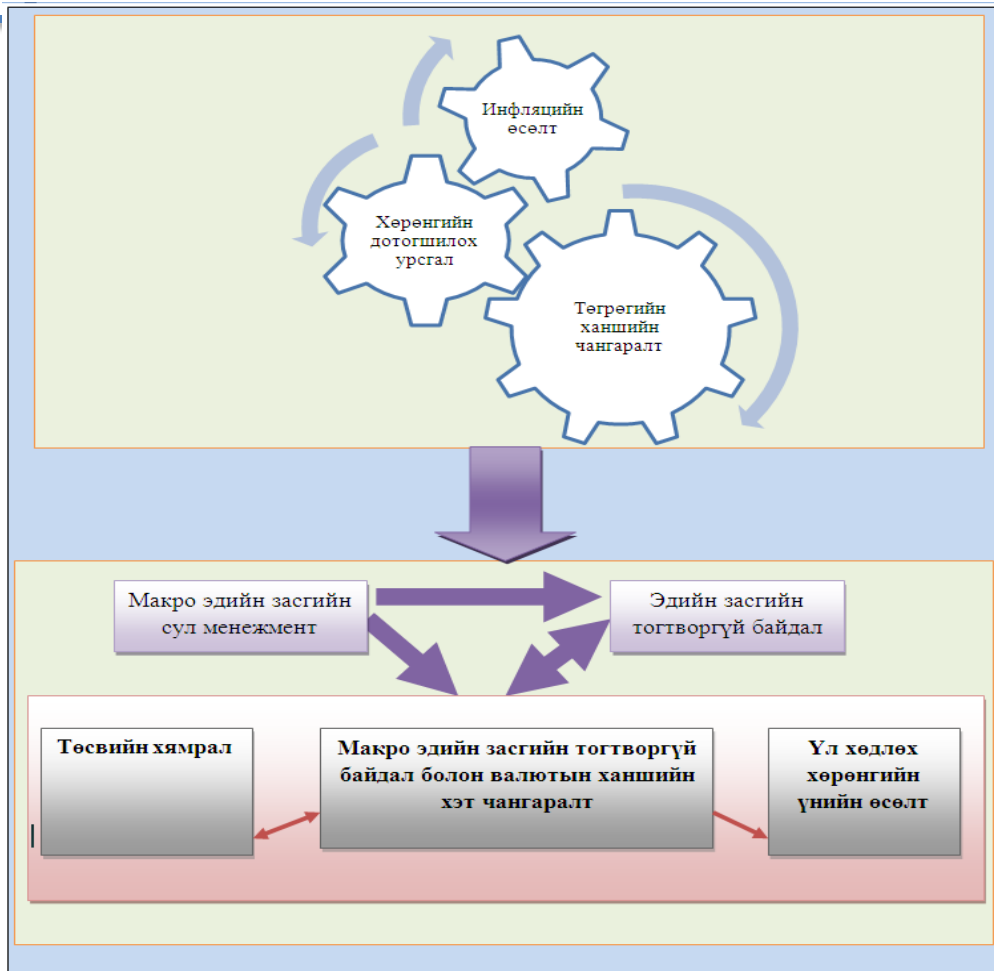 Инфляцийн
өсөлт
Хөрөнгийн
дотогшилох
урсгал
Төгрөгийн
ханшийн
чангаралт
Макро эдийн засгийн
сул менежмент
Эдийн засгийн
тогтворгүй байдал
Төсвийн хямрал
Макро эдийн засгийн тогтворгүй
байдал болон валютын ханшийн
хэт чангаралт
Үл хөдлөх
хөрөнгийн
үнийн өсөлт